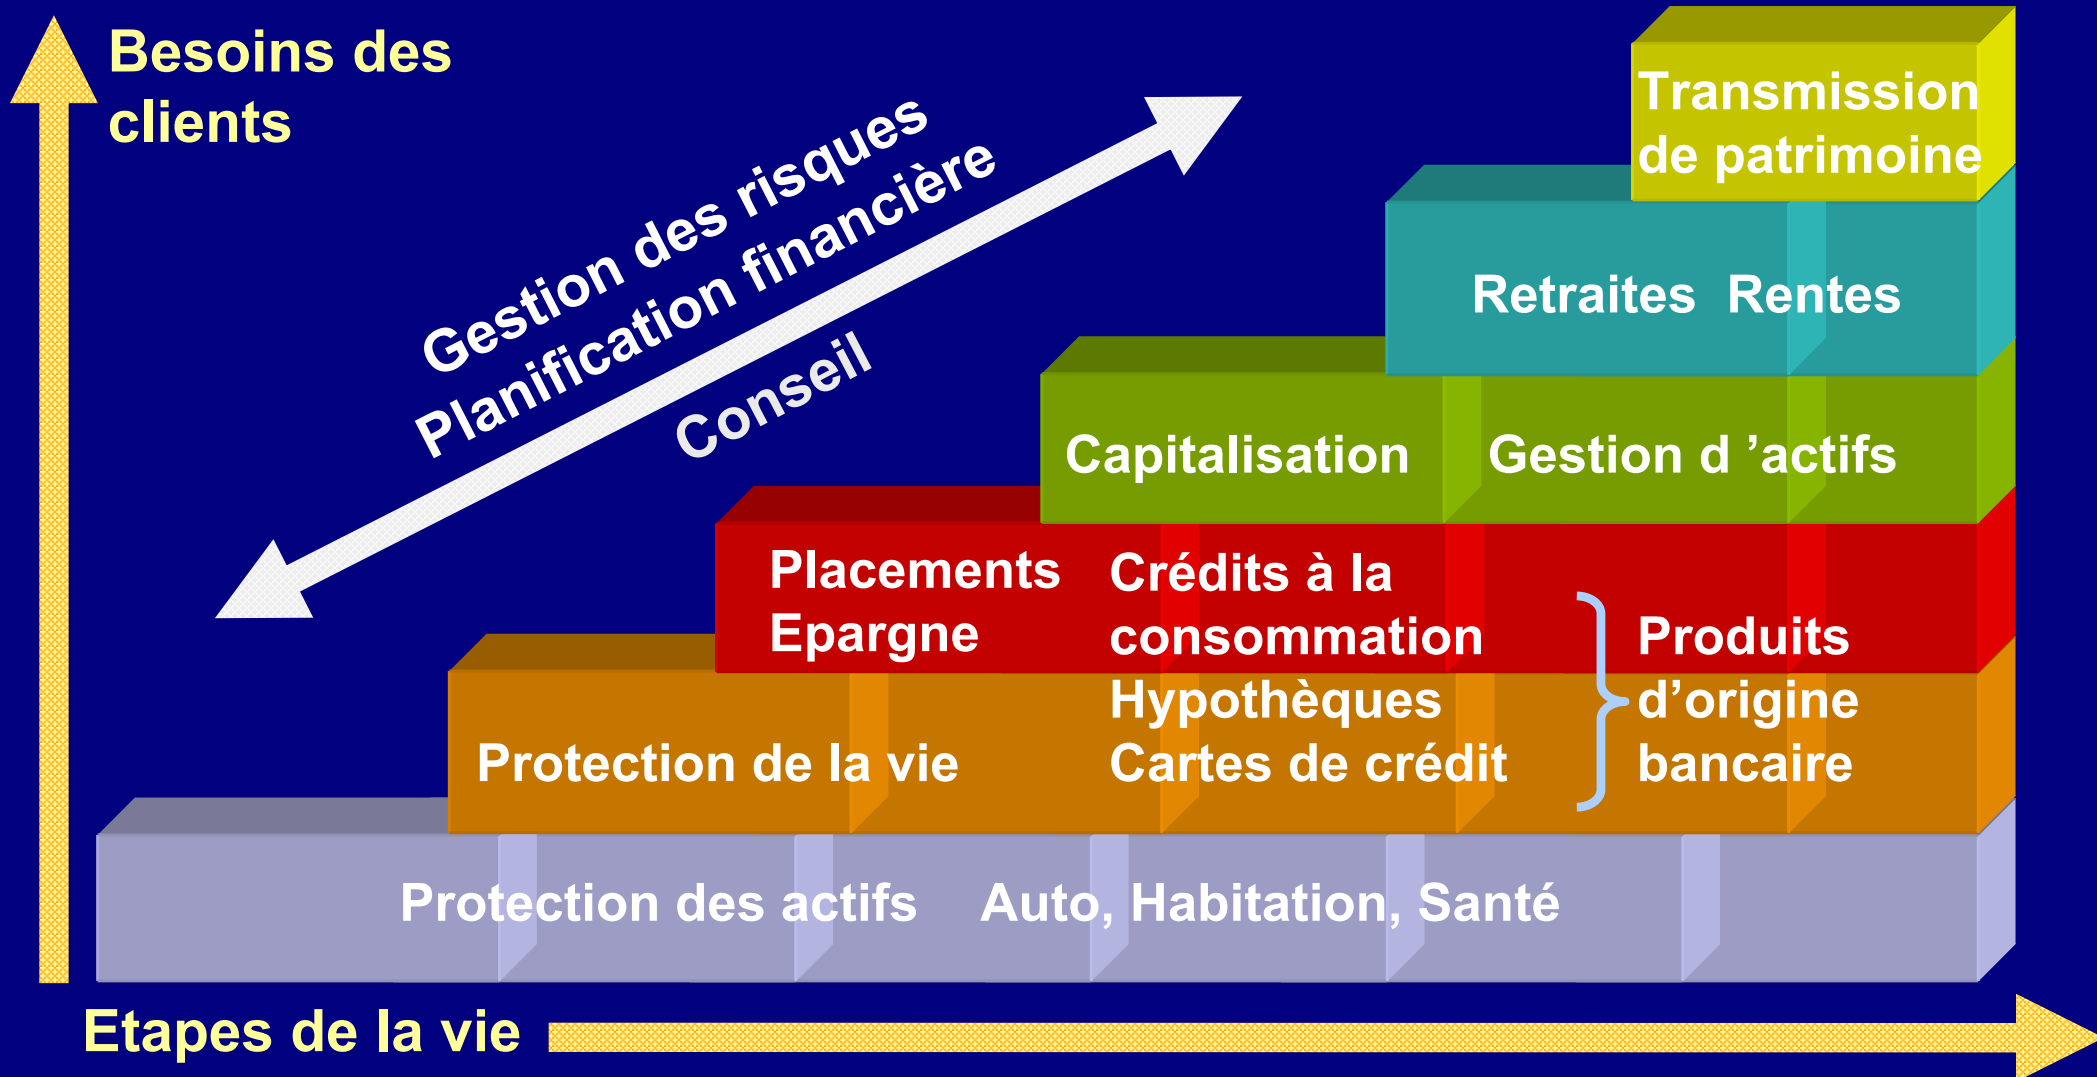 Besoins des
clients
Gestion des risques
Planification financière
Conseil
Transmission
de patrimoine
Retraites  Rentes
Capitalisation
Gestion d ’actifs
Placements
Epargne
Crédits à la
consommation
Hypothèques
Cartes de crédit
Produits
d’origine
bancaire
Protection de la vie
Protection des actifs    Auto, Habitation, Santé
Etapes de la vie